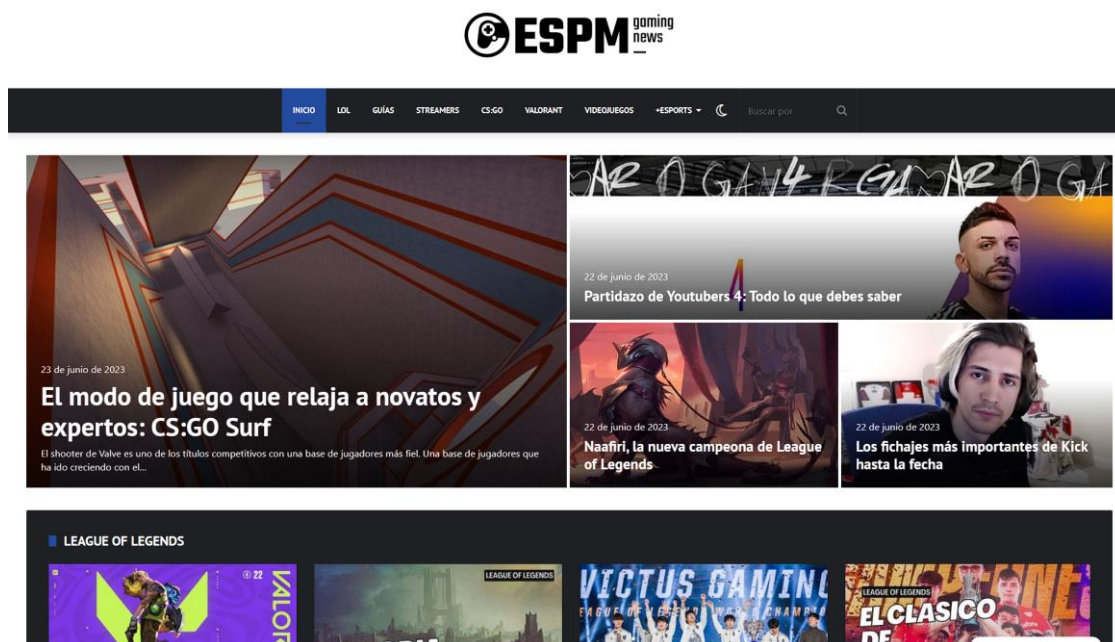 ESPM gaming
news
INICIO LOL GUÍAS STREAMERS CS:GO VALORANT VIDEOJUEGOS +ESPORTS Buscar por
23 de junio de 2023
El modo de juego que relaja a novatos y
expertos: CS:GO Surf
El shooter de Valve es uno de los títulos competitivos con una base de jugadores más fiel. Una base de jugadores que
ha ido creciendo con el...
22 de junio de 2023
Partidazo de Youtubers 4: Todo lo que debes saber
22 de junio de 2023
Naafiri, la nueva campeona de League
of Legends
22 de junio de 2023
Los fichajes más importantes de Kick
hasta la fecha
LEAGUE OF LEGENDS
22
LEAGUE OF LEGENDS
VICTUS GAMING
LEAGUE OF LEGENDS
EL CLÁSICO
DE